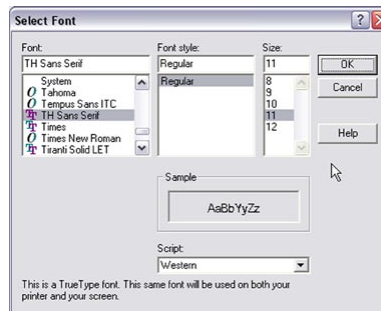 Select Font
Font: Font style: Size:
TH Sans Serif Regular 11 OK
System Regular 8 Cancel
Tahoma 9
Tempus Sans ITC 10
TH Sans Serif 11
Times 12 Help
Times New Roman
Tiranti Solid LET
Sample
AaBbYyZz
Script:
Western
This is a TrueType font. This same font will be used on both your
printer and your screen.